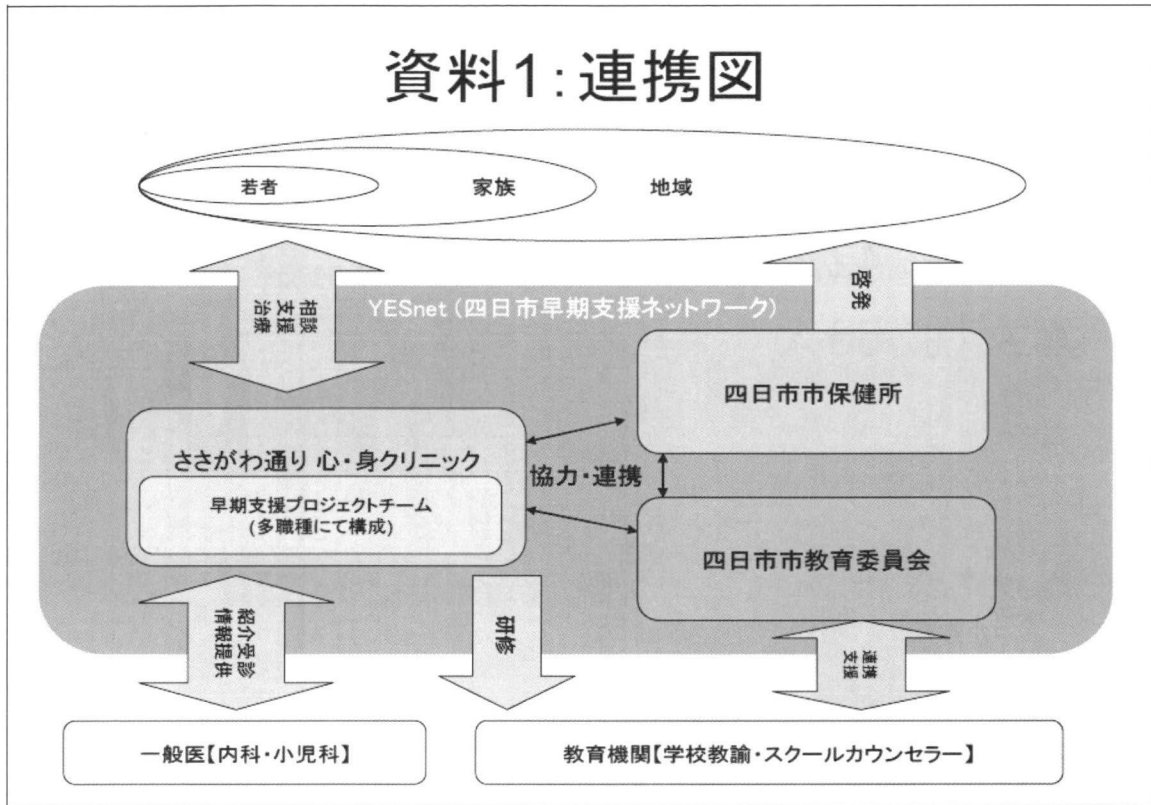 資料1：連携図
若者
家族
地域
相談
支援
治療
啓発
YESnet（四日市早期支援ネットワーク）
四日市市保健所
ささがわ通り 心・身クリニック
早期支援プロジェクトチーム
(多職種にて構成)
協力・連携
四日市市教育委員会
紹介受診
情報提供
研修
連携
支援
一般医【内科・小児科】
教育機関【学校教諭・スクールカウンセラー】